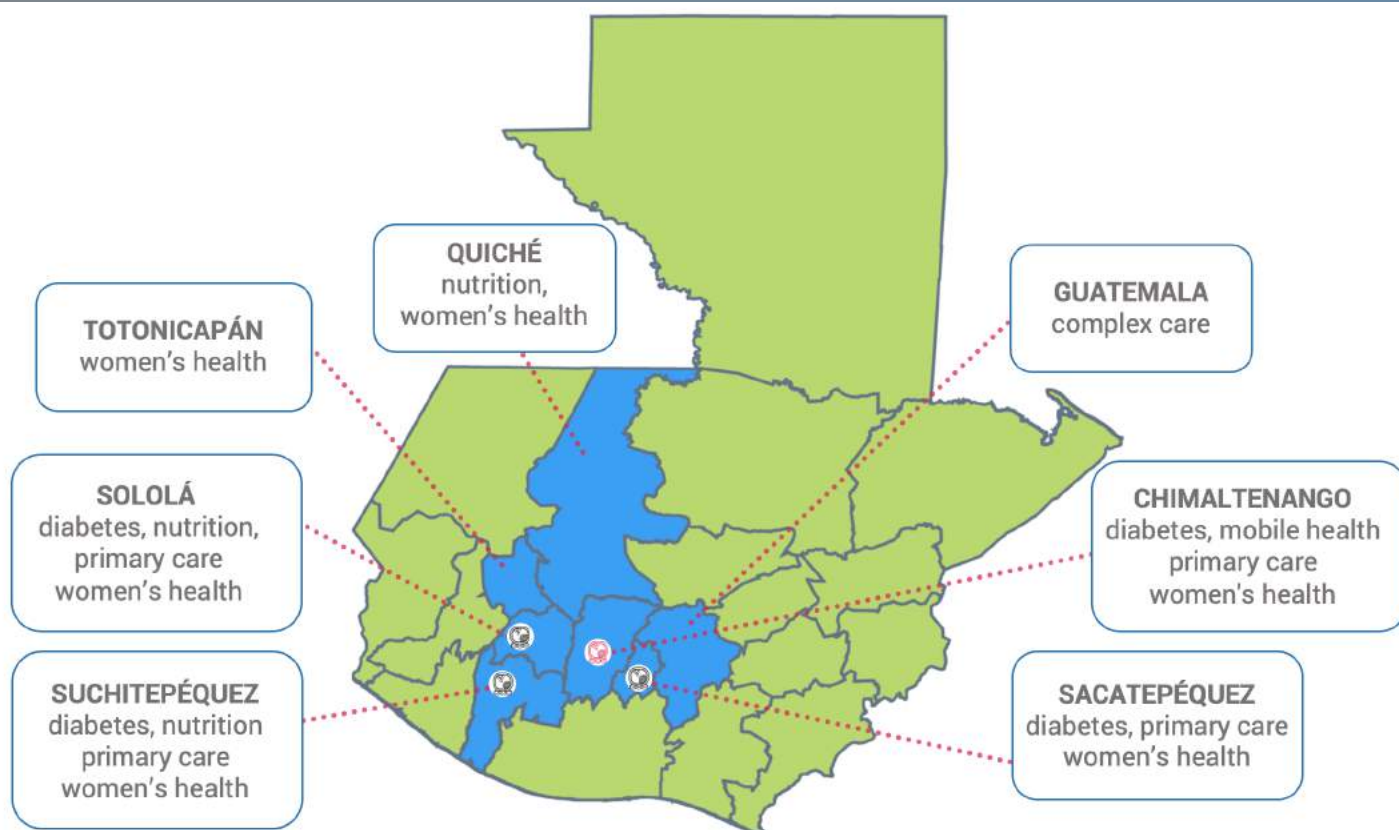 QUICHÉ
nutrition,
women's health
GUATEMALA
complex care
TOTONICAPÁN
women's health
SOLOLÁ
diabetes, nutrition,
primary care
women's health
CHIMALTENANGO
diabetes, mobile health
primary care
women's health
SUCHITEPÉQUEZ
diabetes, nutrition
primary care
women's health
SACATEPÉQUEZ
diabetes, primary care
women's health